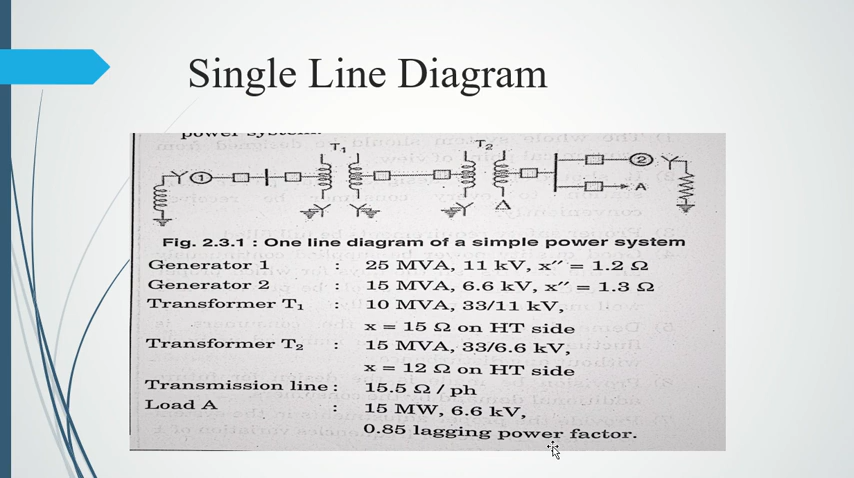 Single Line Diagram
power system.
T1 T2
1 2
A
Fig. 2.3.1 : One line diagram of a simple power system
Generator 1 : 25 MVA, 11 kV, x″ = 1.2 Ω
Generator 2 : 15 MVA, 6.6 kV, x″ = 1.3 Ω
Transformer T1 : 10 MVA, 33/11 kV,
x = 15 Ω on HT side
Transformer T2 : 15 MVA, 33/6.6 kV,
x = 12 Ω on HT side
Transmission line : 15.5 Ω / ph
Load A : 15 MW, 6.6 kV,
0.85 lagging power factor.